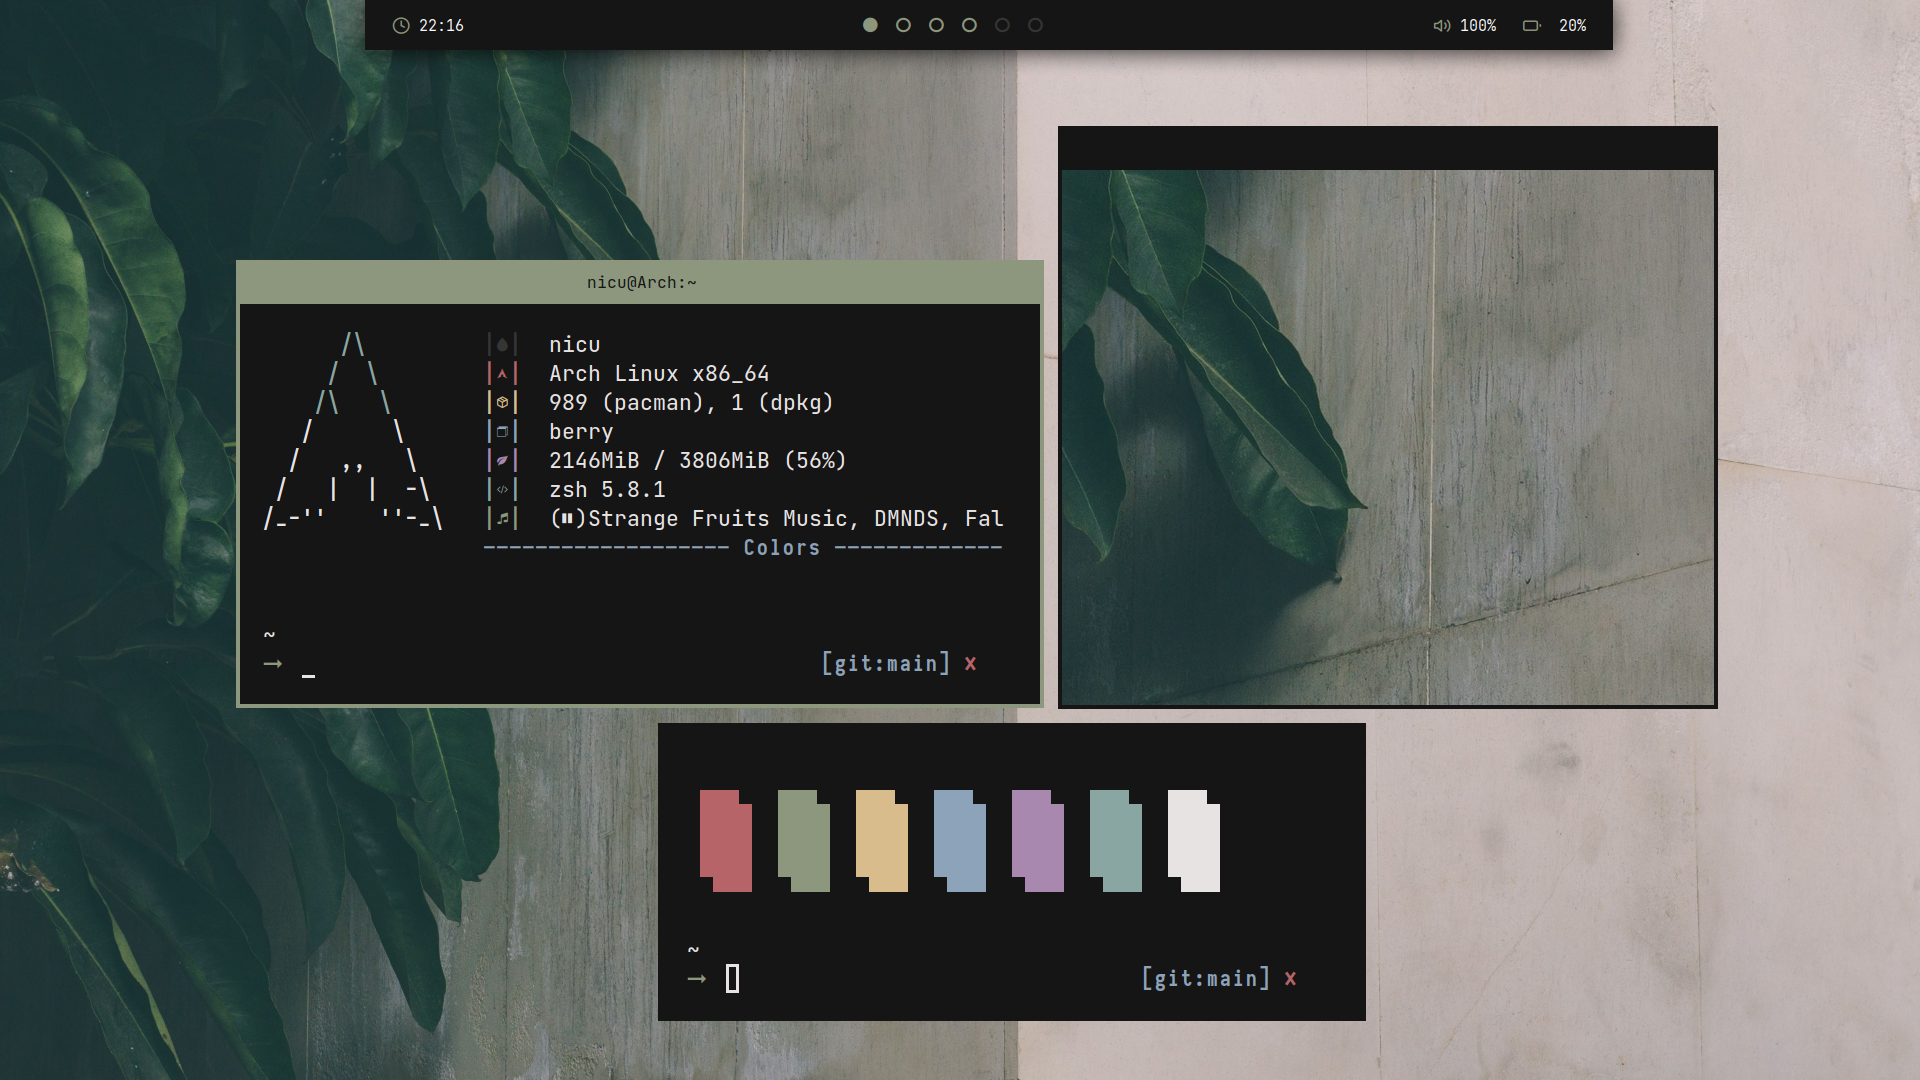 22:16
100% 20%
nicu@Arch:~
nicu
Arch Linux x86_64
989 (pacman), 1 (dpkg)
berry
2146MiB / 3806MiB (56%)
zsh 5.8.1
(▮▮)Strange Fruits Music, DMNDS, Fal
------------------- Colors -------------
~
→ _
[git:main] x
~
→
[git:main] x